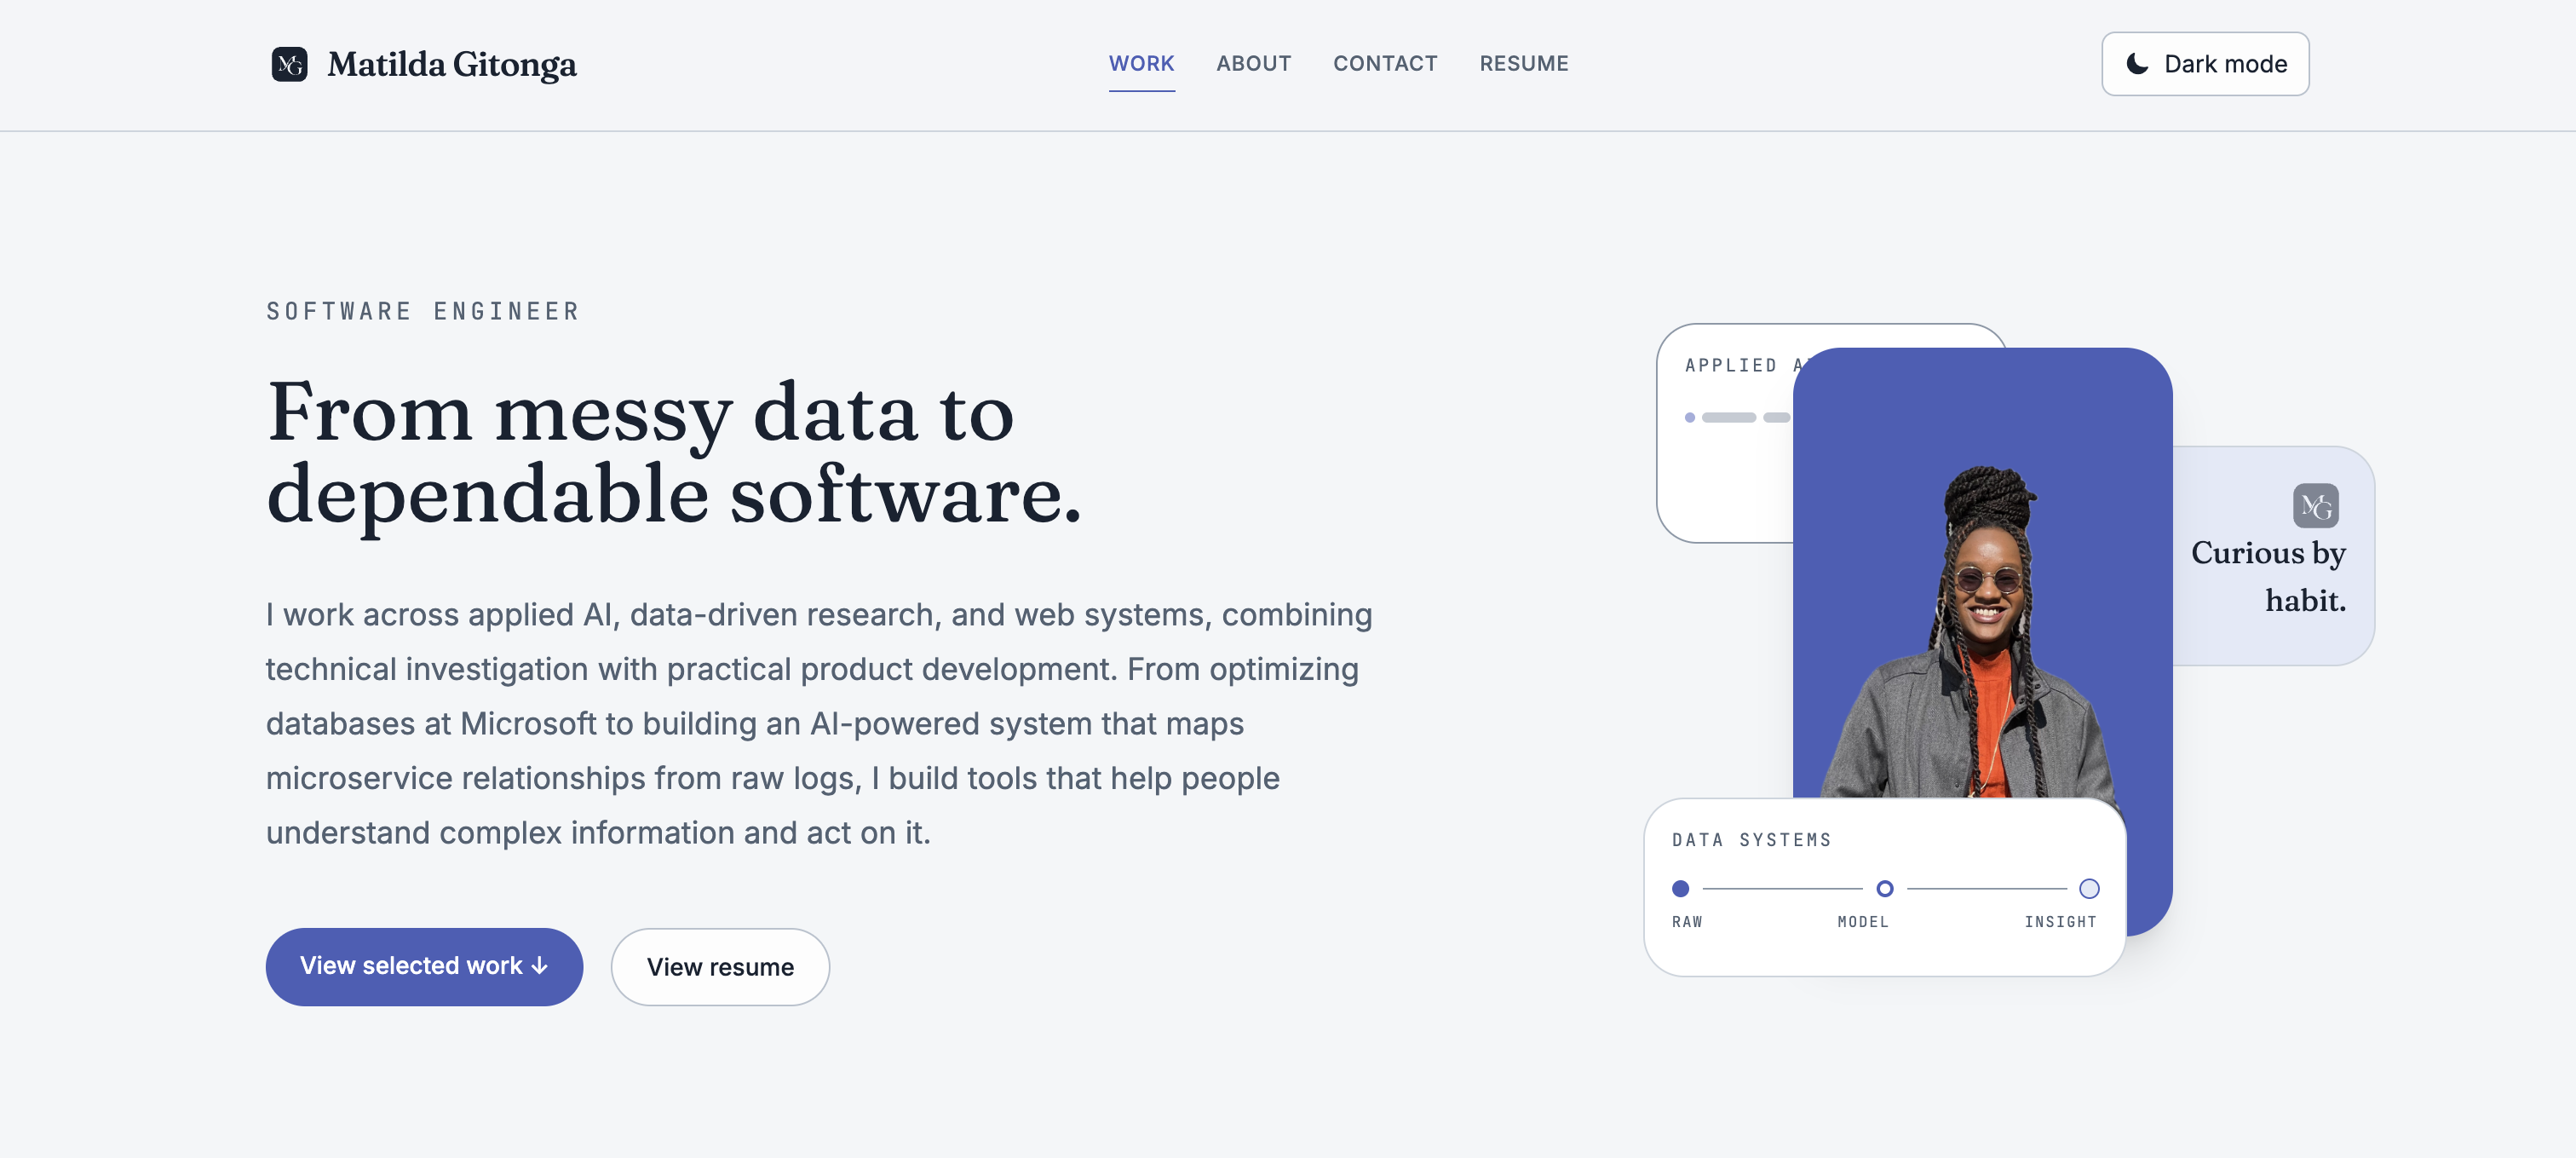 MG Matilda Gitonga
WORK ABOUT CONTACT RESUME
Dark mode
SOFTWARE ENGINEER
From messy data to
dependable software.
I work across applied AI, data-driven research, and web systems, combining
technical investigation with practical product development. From optimizing
databases at Microsoft to building an AI-powered system that maps
microservice relationships from raw logs, I build tools that help people
understand complex information and act on it.
View selected work ↓
View resume
APPLIED
MG
Curious by
habit.
DATA SYSTEMS
RAW MODEL INSIGHT